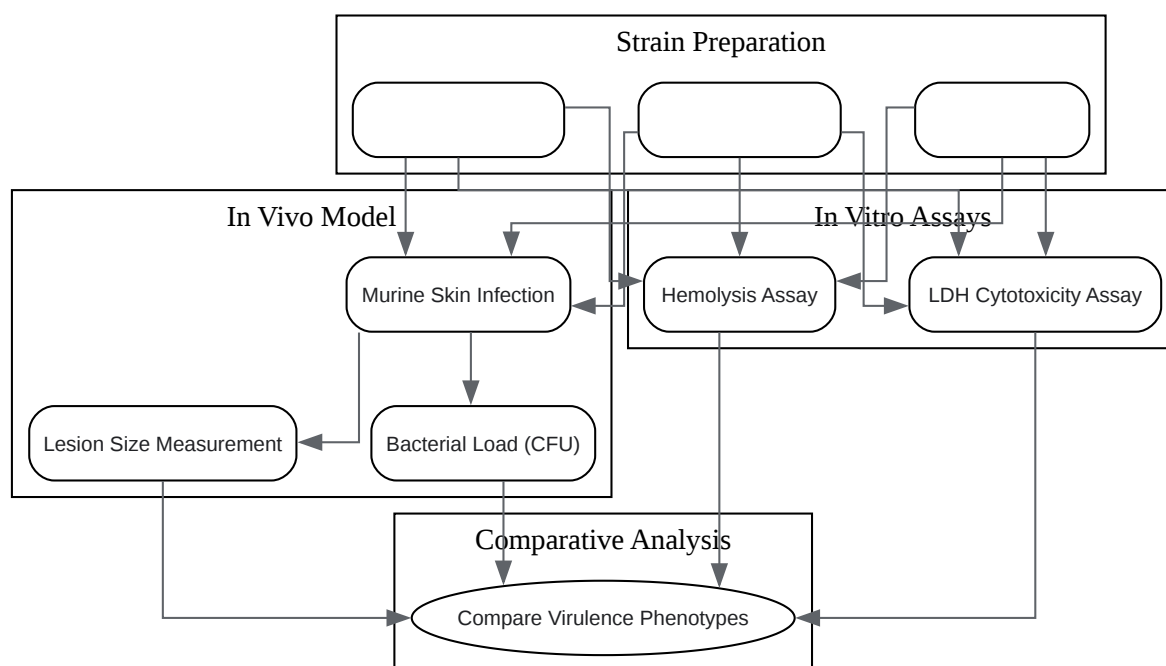 Strain Preparation
In Vivo Model
In Vitro Assays
Murine Skin Infection
Hemolysis Assay
LDH Cytotoxicity Assay
Lesion Size Measurement
Bacterial Load (CFU)
Comparative Analysis
Compare Virulence Phenotypes